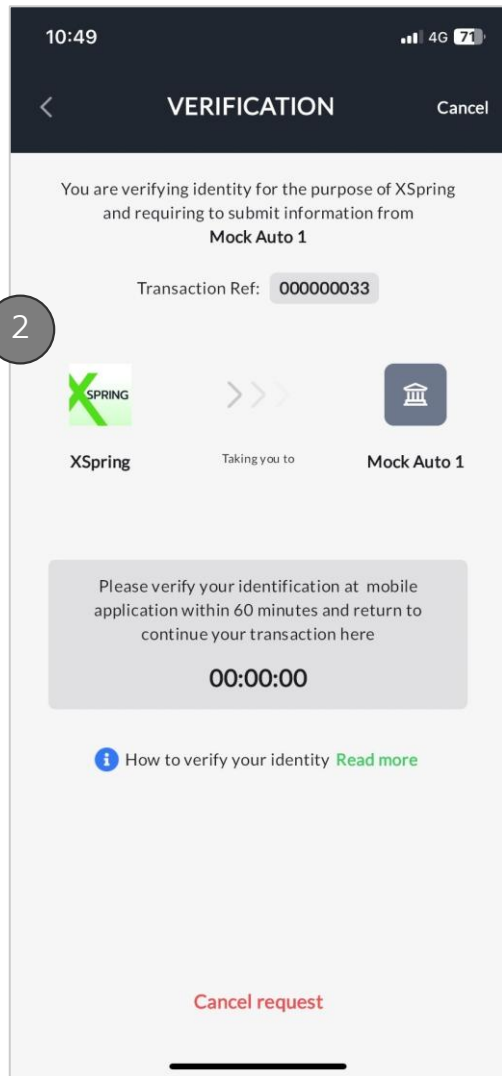 10:49 4G 71
VERIFICATION Cancel
You are verifying identity for the purpose of XSpring
and requiring to submit information from
Mock Auto 1
Transaction Ref: 000000033
2
XSPRING
XSpring Taking you to Mock Auto 1
Please verify your identification at mobile
application within 60 minutes and return to
continue your transaction here
00:00:00
i How to verify your identity Read more
Cancel request